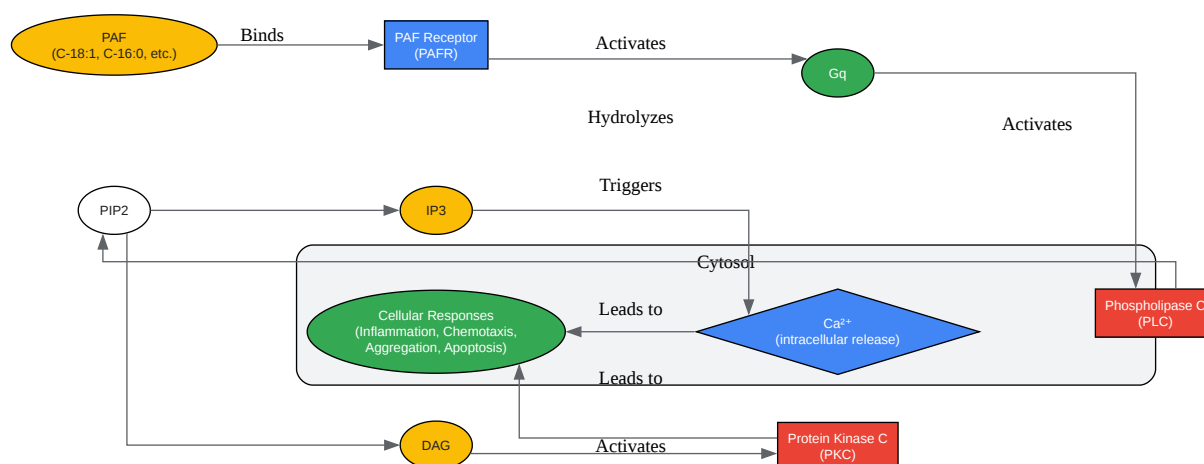 PAF
(C-18:1, C-16:0, etc.)
Binds
PAF Receptor
(PAFR)
Activates
Gq
Hydrolyzes
Activates
PIP2
IP3
Triggers
Cytosol
Cellular Responses
(Inflammation, Chemotaxis,
Aggregation, Apoptosis)
Leads to
Ca²⁺
(intracellular release)
Phospholipase C
(PLC)
Leads to
DAG
Activates
Protein Kinase C
(PKC)